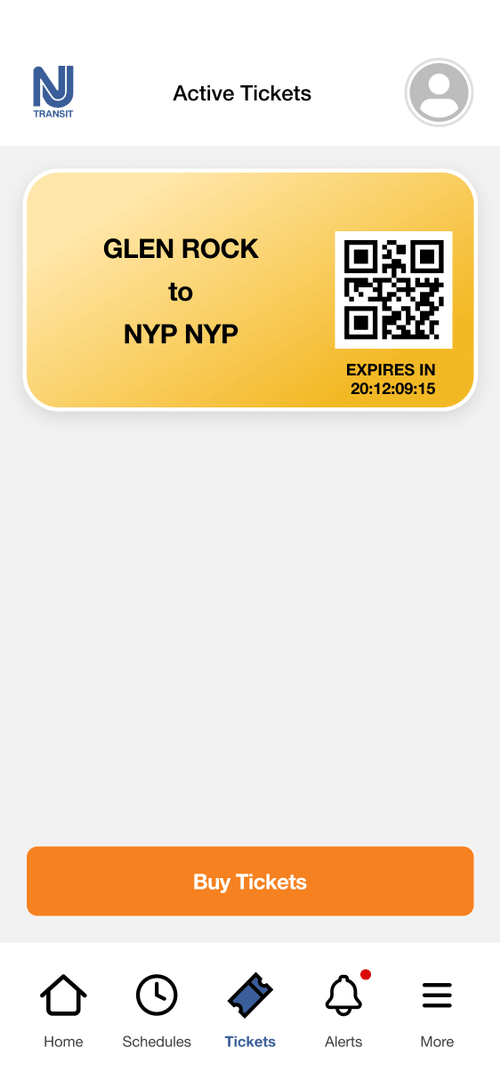 NJ
TRANSIT
Active Tickets
GLEN ROCK
to
NYP NYP
EXPIRES IN
20:12:09:15
Buy Tickets
Home
Schedules
Tickets
Alerts
More